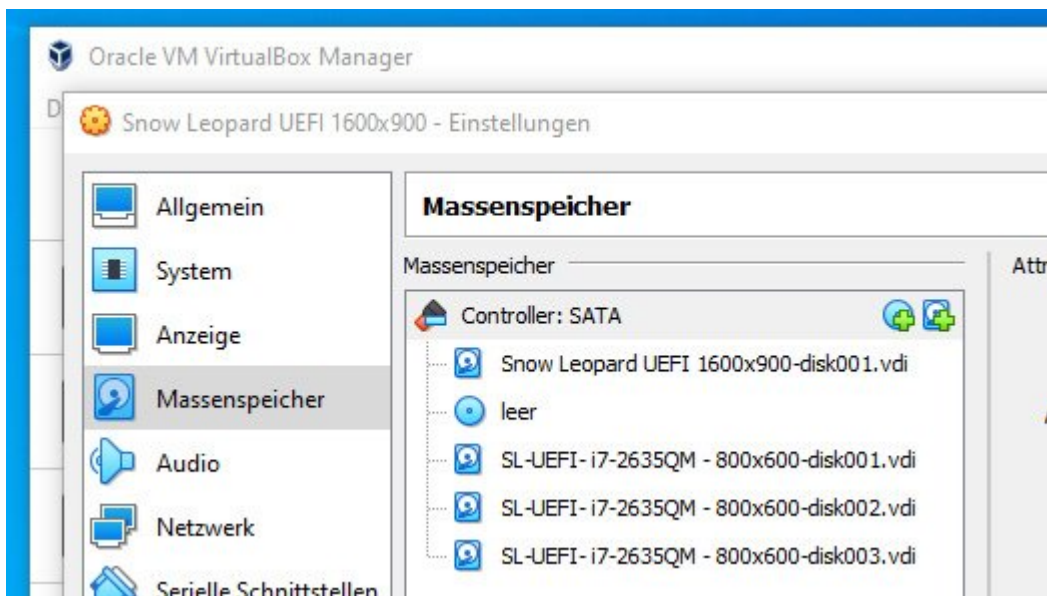 Oracle VM VirtualBox Manager
D
Snow Leopard UEFI 1600x900 - Einstellungen
Allgemein
System
Anzeige
Massenspeicher
Audio
Netzwerk
Serielle Schnittstellen
Massenspeicher
Massenspeicher
Controller: SATA
Snow Leopard UEFI 1600x900-disk001.vdi
leer
SL-UEFI- i7-2635QM - 800x600-disk001.vdi
SL-UEFI- i7-2635QM - 800x600-disk002.vdi
SL-UEFI- i7-2635QM - 800x600-disk003.vdi
Attr